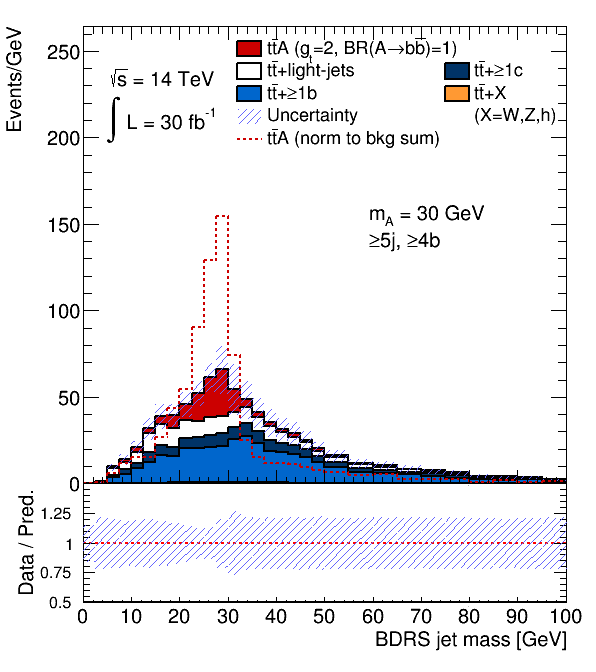 Events/GeV
250
200
150
100
50
0
tt̄A (gₜ=2, BR(A→bb̄)=1)
tt̄+light-jets
tt̄+≥1c
tt̄+≥1b
tt̄+X
(X=W,Z,h)
Uncertainty
tt̄A (norm to bkg sum)
√s = 14 TeV
∫ L = 30 fb⁻¹
m_A = 30 GeV
≥5j, ≥4b
Data / Pred.
1.25
1
0.75
0.5
0 10 20 30 40 50 60 70 80 90 100
BDRS jet mass [GeV]